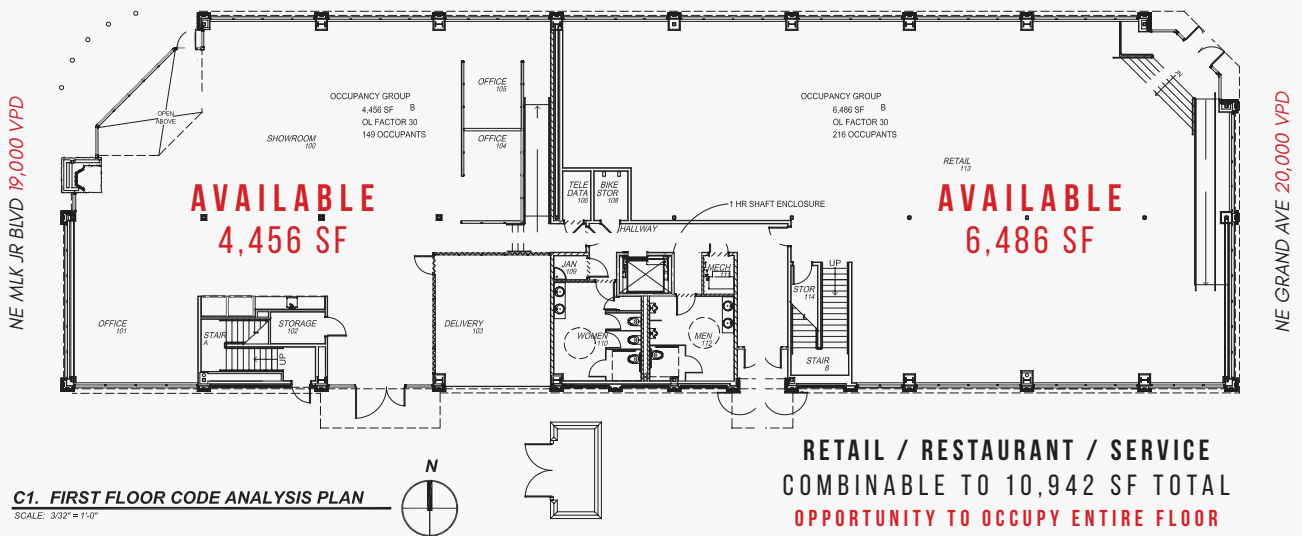 NE MLK JR BLVD 19,000 VPD
OPEN
ABOVE
SHOWROOM
100
OCCUPANCY GROUP
4,456 SF B
OL FACTOR 30
149 OCCUPANTS
AVAILABLE
4,456 SF
OFFICE
105
OFFICE
104
OFFICE
101
STAIR
A
STORAGE
102
UP
DELIVERY
103
TELE
DATA
106
BIKE
STOR
108
1 HR SHAFT ENCLOSURE
HALLWAY
JAN
109
MECH
111
WOMEN
110
MEN
112
OCCUPANCY GROUP
6,486 SF B
OL FACTOR 30
216 OCCUPANTS
RETAIL
113
AVAILABLE
6,486 SF
UP
STOR
114
STAIR
B
NE GRAND AVE 20,000 VPD
C1. FIRST FLOOR CODE ANALYSIS PLAN
SCALE: 3/32" = 1'-0"
N
RETAIL / RESTAURANT / SERVICE
COMBINABLE TO 10,942 SF TOTAL
OPPORTUNITY TO OCCUPY ENTIRE FLOOR